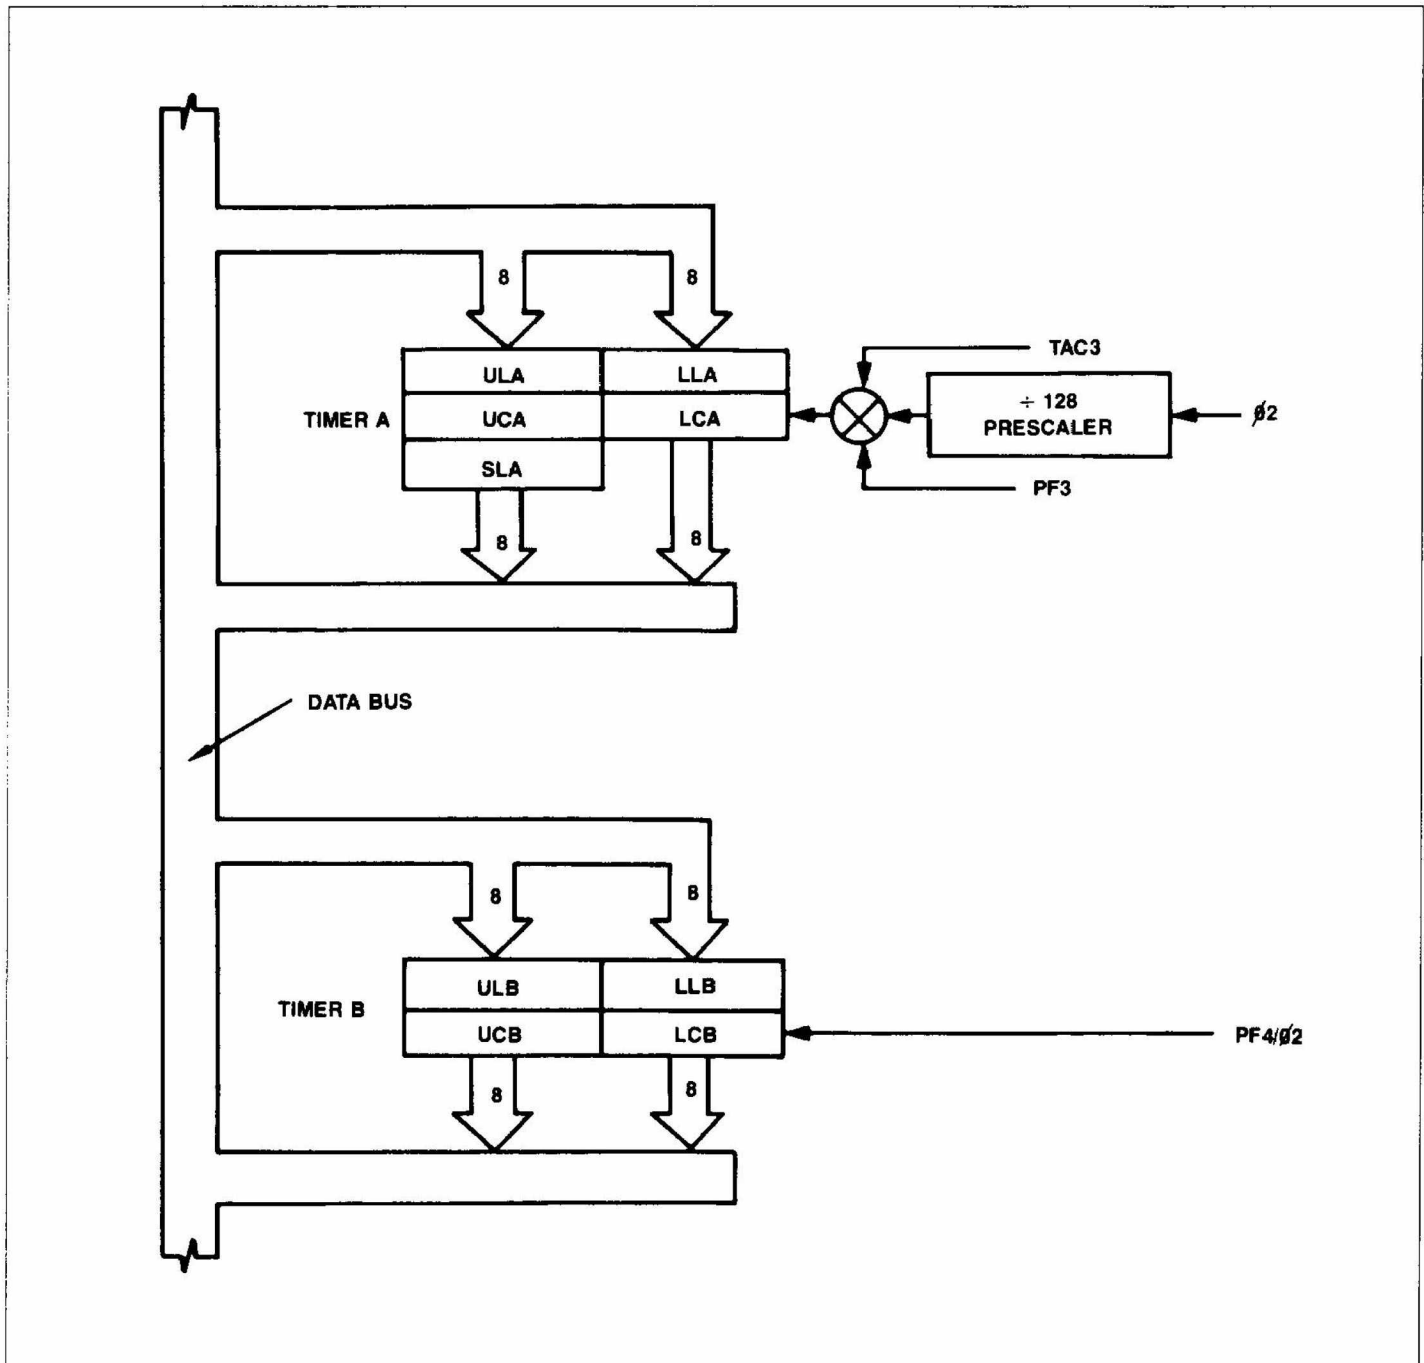 8 8
ULA LLA
TIMER A UCA LCA
SLA
TAC3
÷ 128
PRESCALER
ø2
PF3
8 8
DATA BUS
8 8
ULB LLB
TIMER B
UCB LCB
PF4/ø2
8 8